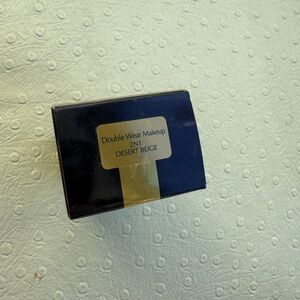 Double Wear Makeup
2N1
DESERT BEIGE